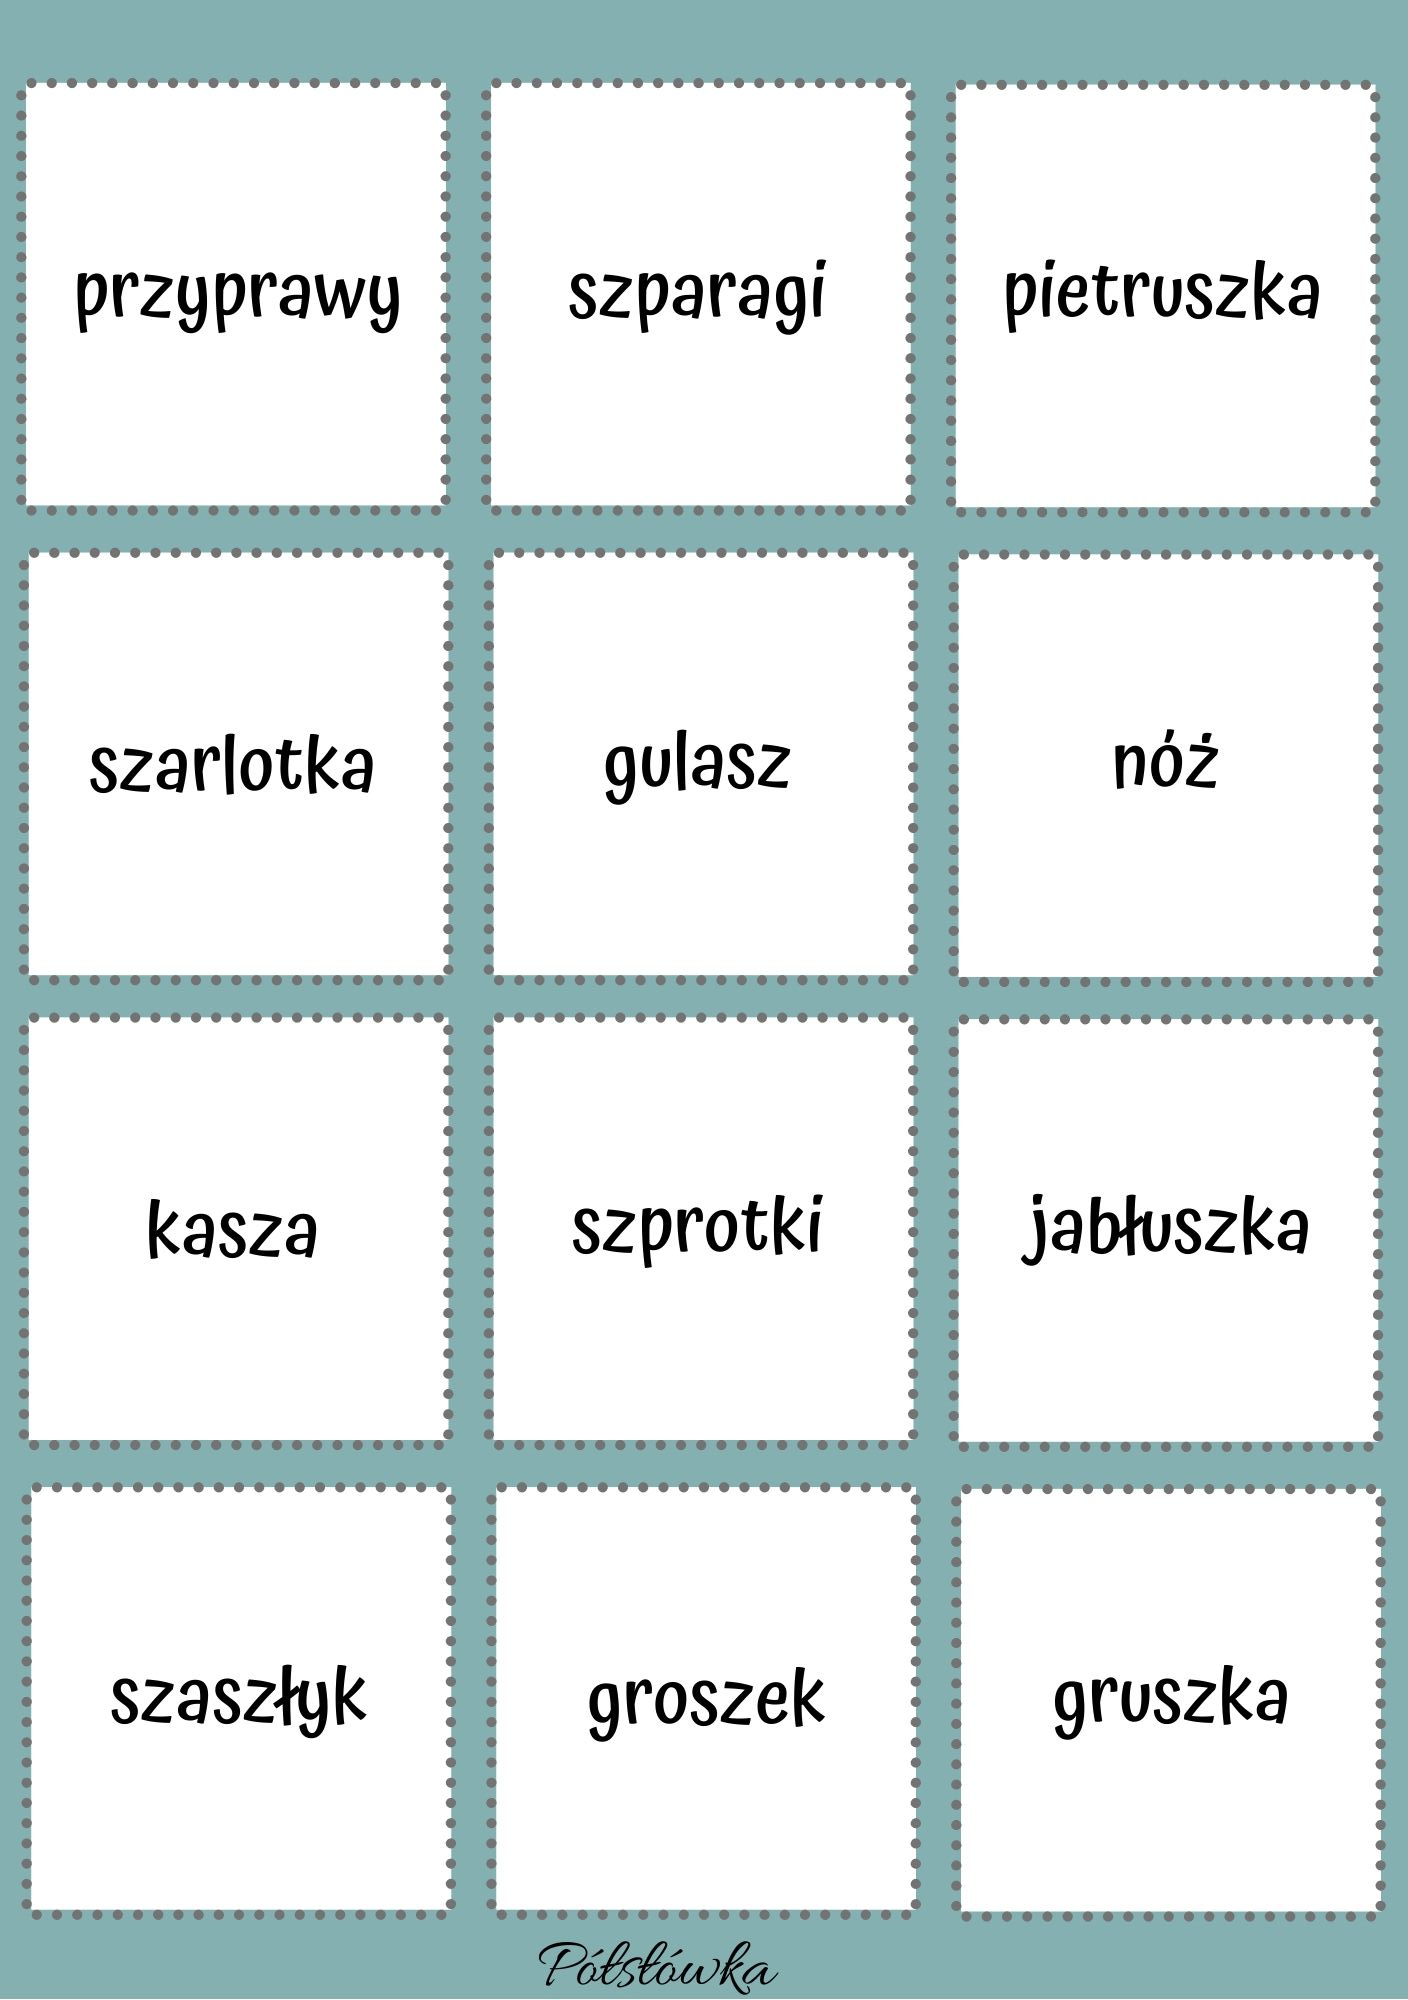 przyprawy
szparagi
pietruszka
szarlotka
gulasz
nóż
kasza
szprotki
jabłuszka
szaszłyk
groszek
gruszka
Półsłówka